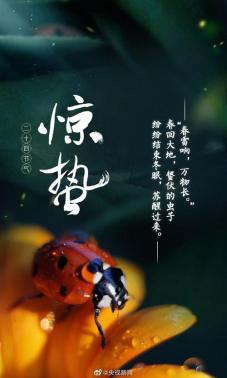 惊蛰
二十四节气
“春雷响，万物长。”
春回大地，蛰伏的虫子
纷纷结束冬眠，苏醒过来。
@央视新闻